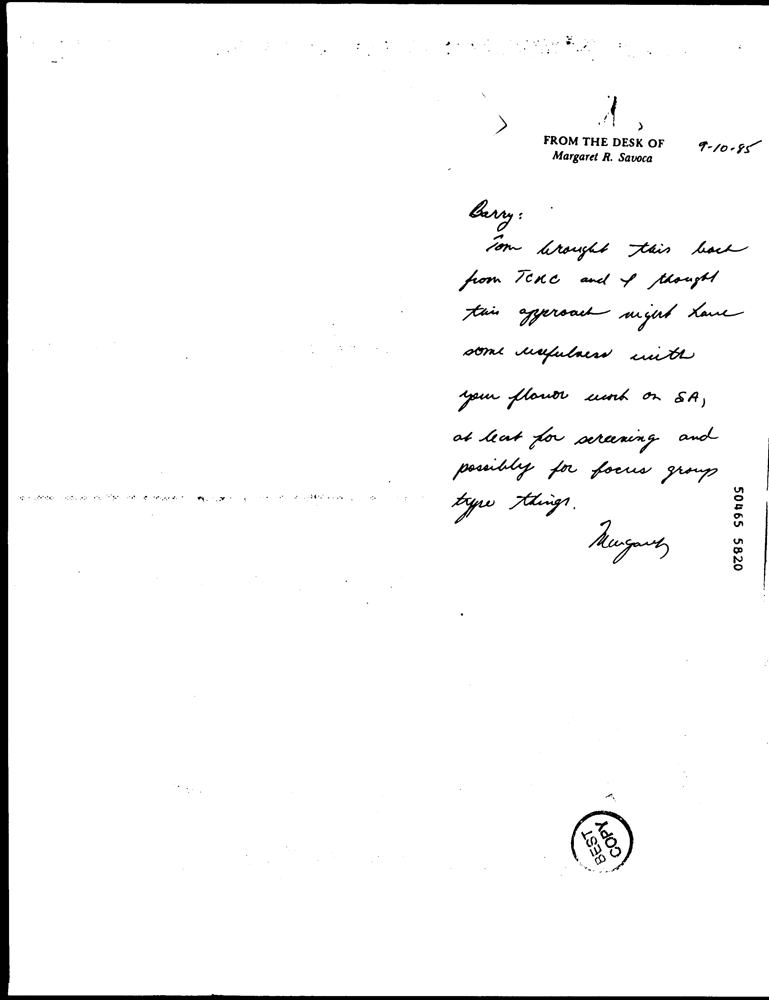 FROM THE DESK OF
Margaret R. Savoca
9-10-85
Barry:
Tom brought this back
from TCRC and I thought
this approach might have
some usefulness with
your flavor work on SA,
at least for screening and
possibly for focus group
type things.
Margaret
50465 5820
BEST
COPY